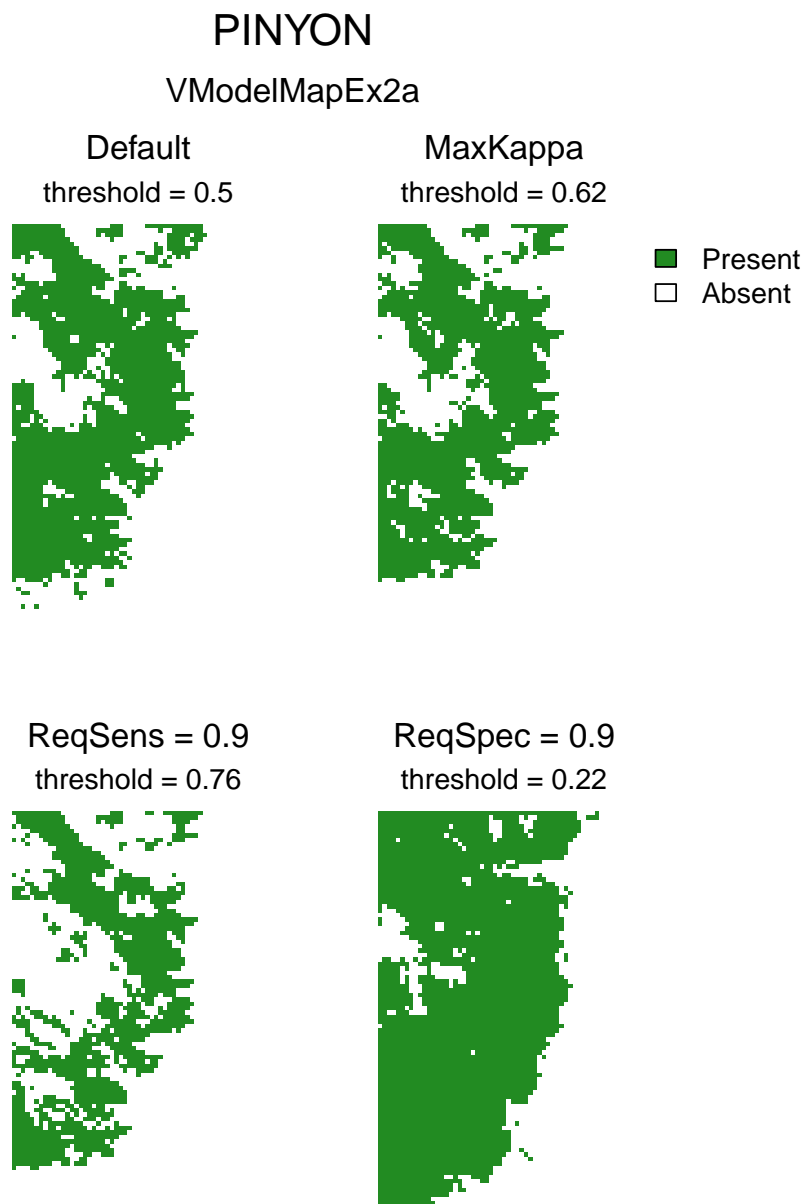 PINYON
VModelMapEx2a
Default
threshold = 0.5
MaxKappa
threshold = 0.62
Present
Absent
ReqSens = 0.9
threshold = 0.76
ReqSpec = 0.9
threshold = 0.22